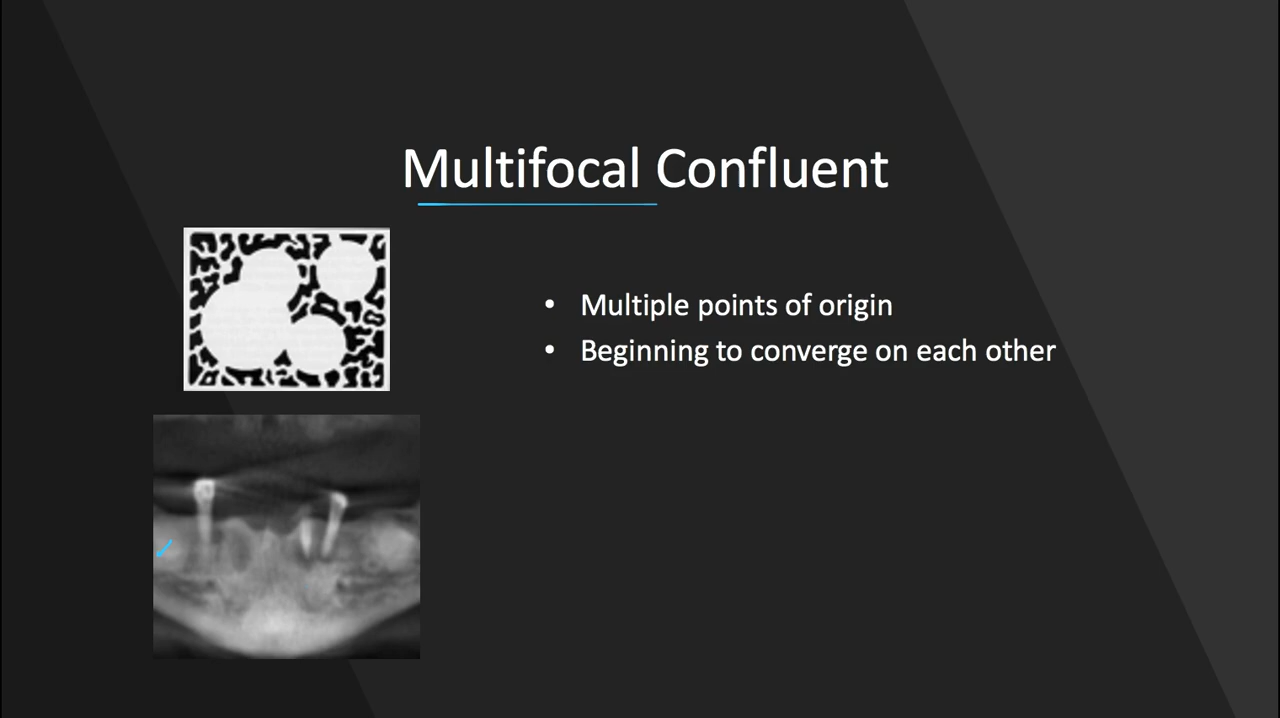 Multifocal Confluent
• Multiple points of origin
• Beginning to converge on each other